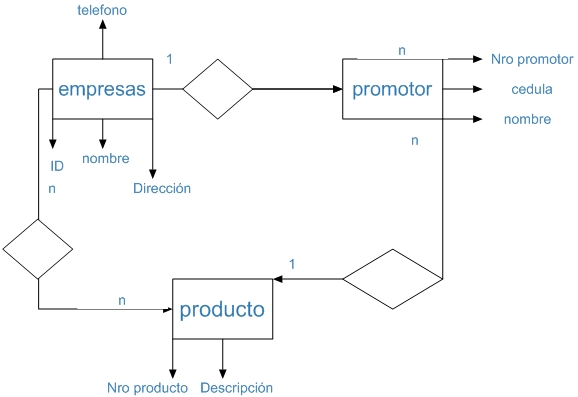 telefono
1
n
Nro promotor
empresas
promotor
cedula
nombre
n
nombre
ID
Dirección
n
1
n
producto
Nro producto
Descripción